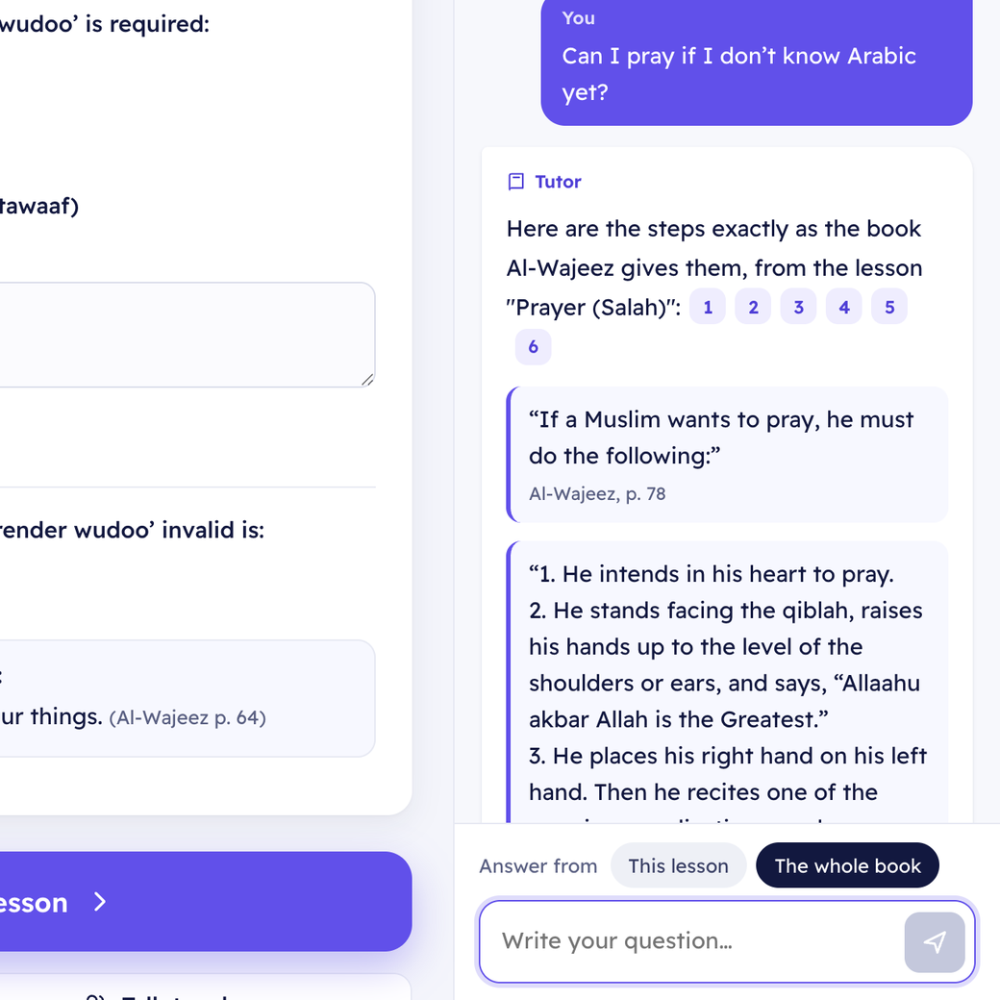 wudoo’ is required:
tawaaf)
render wudoo’ invalid is:
:
ur things. (Al-Wajeez p. 64)
esson
You
Can I pray if I don’t know Arabic
yet?
Tutor
Here are the steps exactly as the book
Al-Wajeez gives them, from the lesson
"Prayer (Salah)": 1 2 3 4 5
6
“If a Muslim wants to pray, he must
do the following:”
Al-Wajeez, p. 78
“1. He intends in his heart to pray.
2. He stands facing the qiblah, raises
his hands up to the level of the
shoulders or ears, and says, “Allaahu
akbar Allah is the Greatest.”
3. He places his right hand on his left
hand. Then he recites one of the
Answer from This lesson The whole book
Write your question…